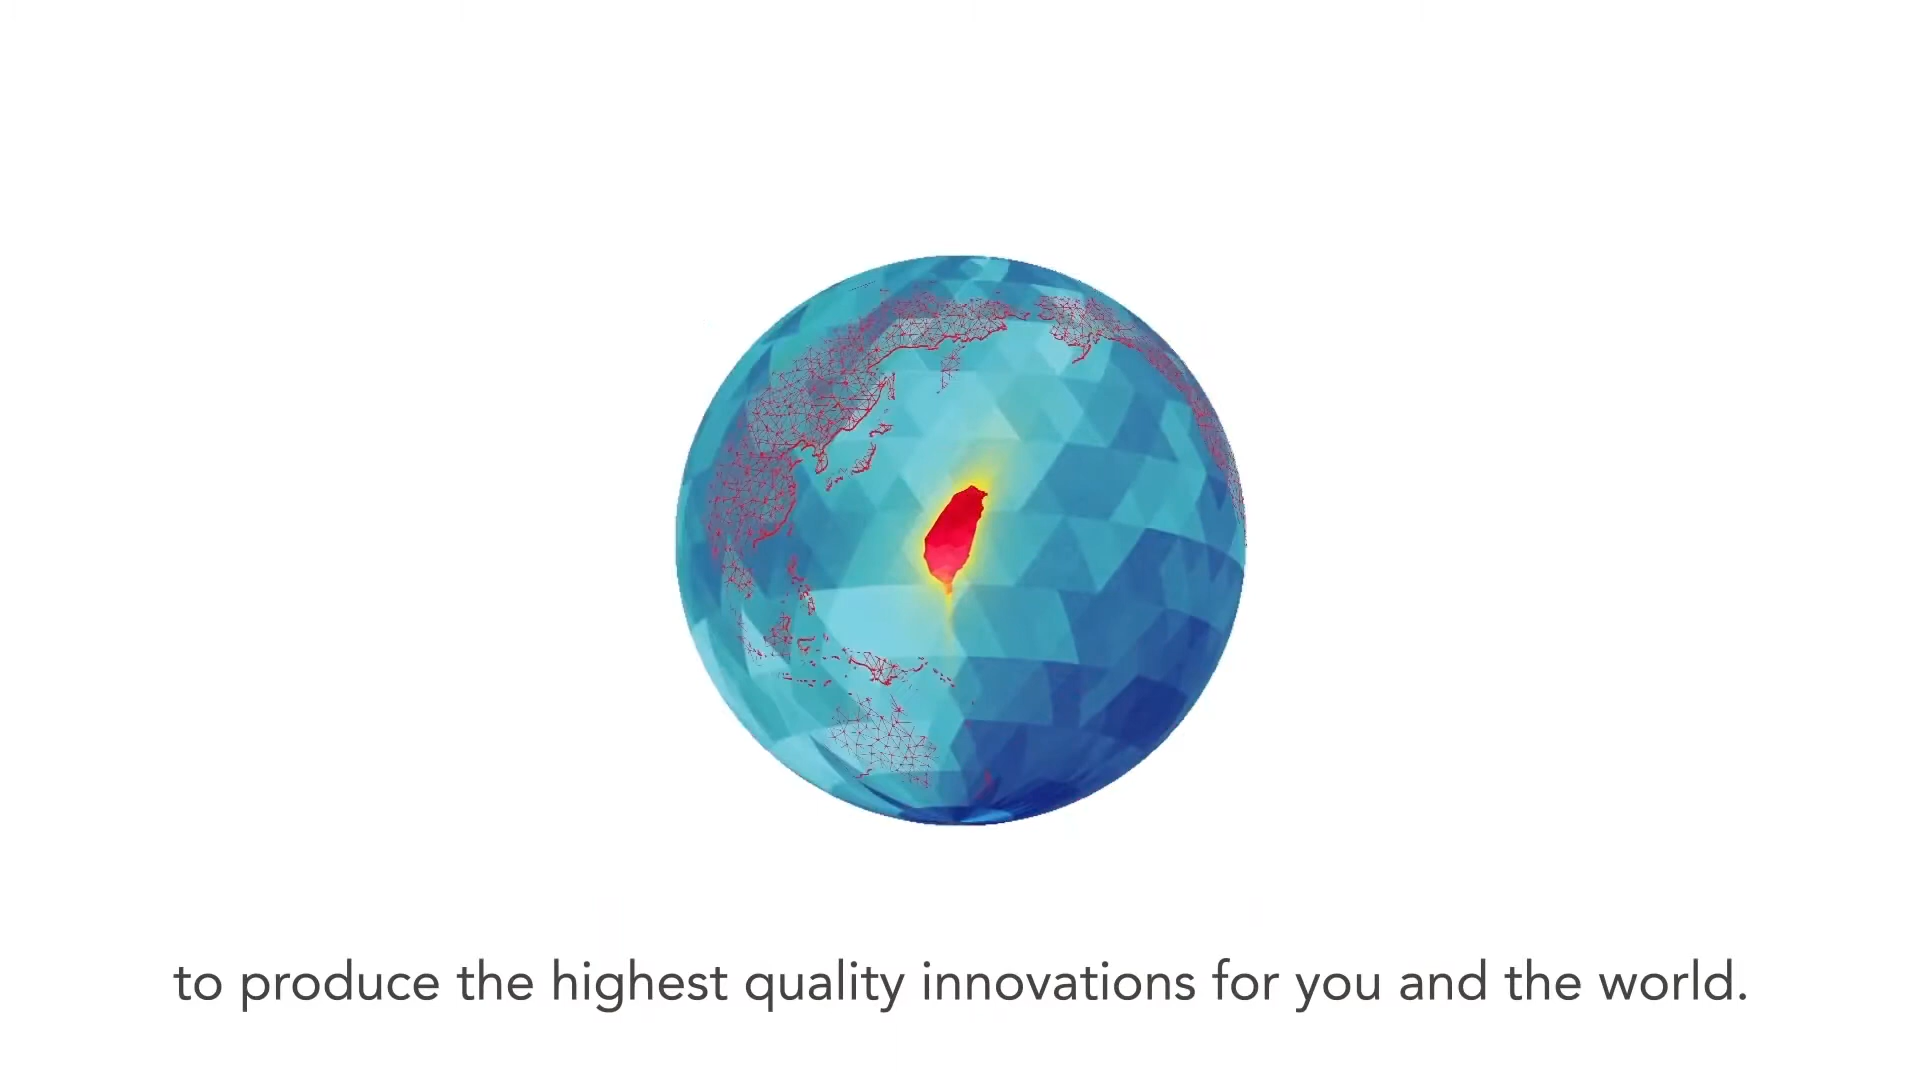 to produce the highest quality innovations for you and the world.